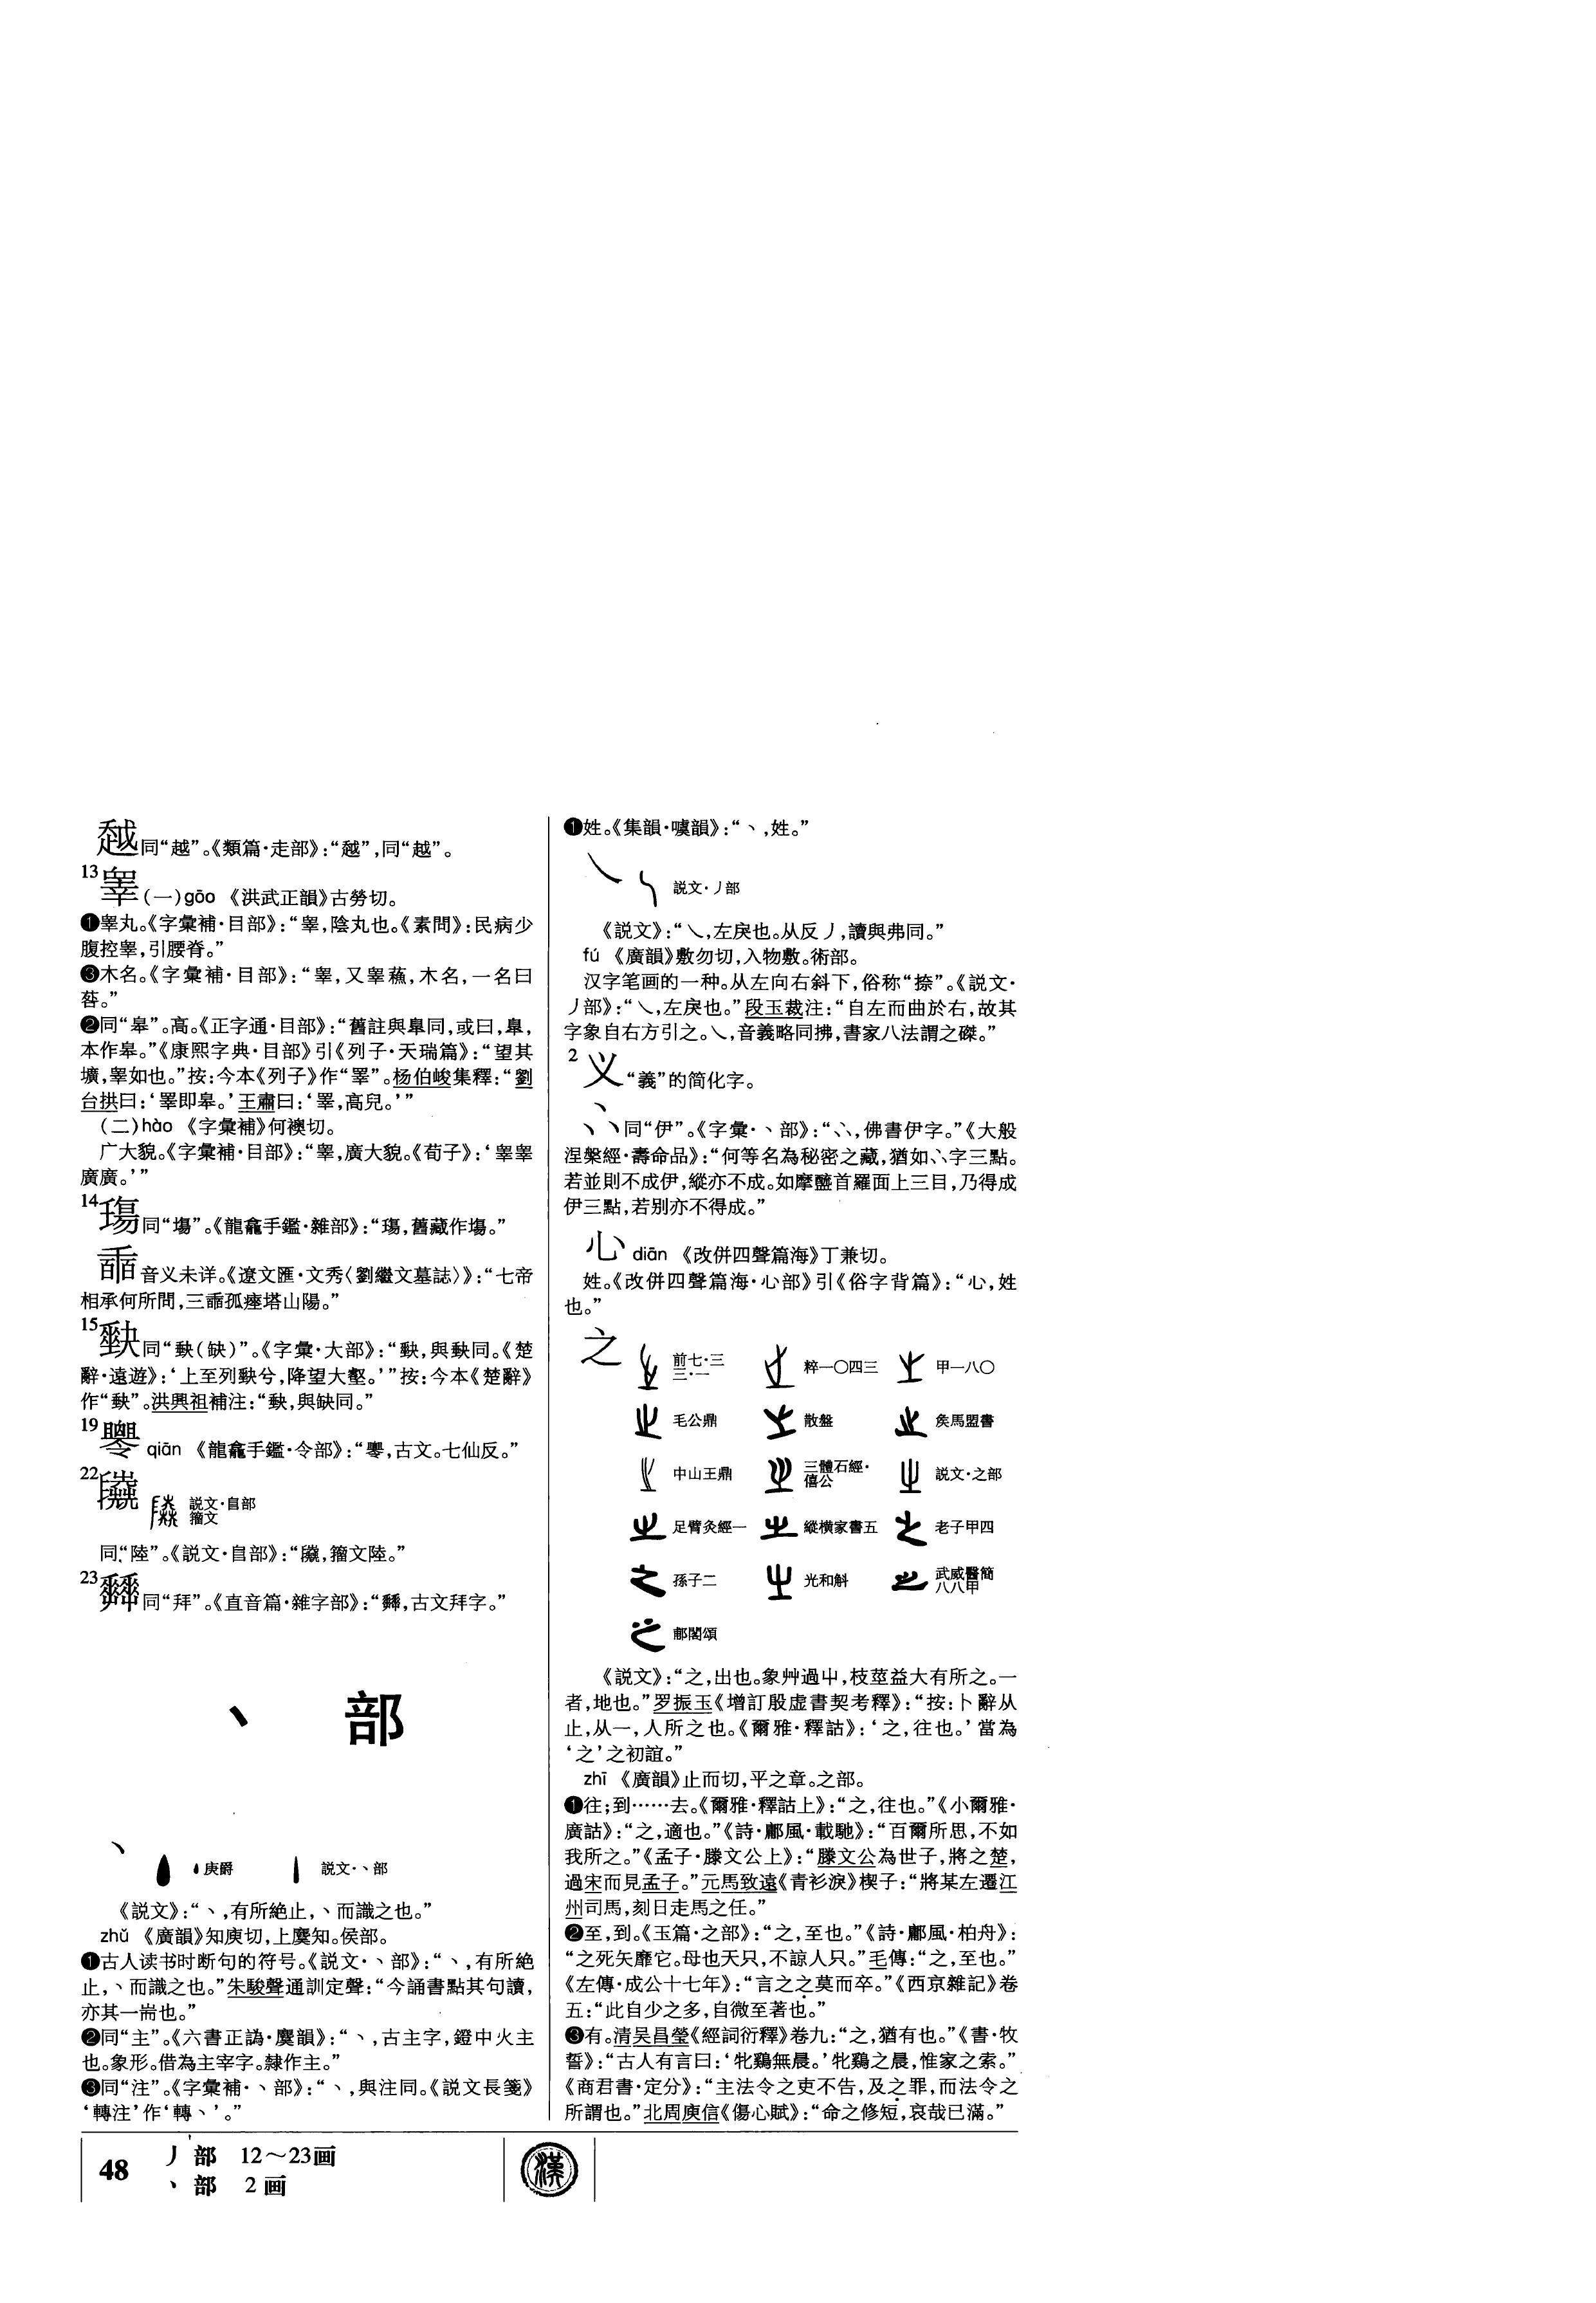 同“越”。《類篇·走部》：“”，同“越”。
13
睾(一)gāo 《洪武正韻》古勞切。
❶睾丸。《字彙補·目部》：“睾，陰丸也。《素問》：民病少
腹控睾，引腰脊。”
❸木名。《字彙補·目部》：“睾，又睾蘓，木名，一名曰
荅。”
❷同“皋”。高。《正字通·目部》：“舊註與皐同，或曰，皐，
本作皋。”《康熙字典·目部》引《列子·天瑞篇》：“望其
壙，睾如也。”按：今本《列子》作“睪”。杨伯峻集釋：“劉
台拱曰：‘睪即皋。’王肅曰：‘睪，高皃。’”
(二)hào 《字彙補》何襖切。
广大貌。《字彙補·目部》：“睾，廣大貌。《荀子》：‘睾睾
廣廣。’”
14
同“塲”。《龍龕手鑑·雜部》：“，舊藏作塲。”
音义未详。《遼文匯·文秀〈劉繼文墓誌〉》：“七帝
相承何所問，三孤瘞塔山陽。”
15
同“（缺）”。《字彙·大部》：“，與同。《楚
辭·遠遊》：‘上至列兮，降望大壑。’”按：今本《楚辭》
作“”。洪興祖補注：“，與缺同。”
19
qiān 《龍龕手鑑·令部》：“，古文。七仙反。”
22
説文·𨸏部
籀文
同“陸”。《説文·𨸏部》：“，籀文陸。”
23
同“拜”。《直音篇·雜字部》：“，古文拜字。”
丶 部
丶
庚爵 説文·丶部
《説文》：“丶，有所絶止，丶而識之也。”
zhǔ 《廣韻》知庾切，上麌知。侯部。
❶古人读书时断句的符号。《説文·丶部》：“丶，有所絶
止，丶而識之也。”朱駿聲通訓定聲：“今誦書點其句讀，
亦其一耑也。”
❷同“主”。《六書正譌·麌韻》：“丶，古主字，鐙中火主
也。象形。借為主宰字。隸作主。”
❸同“注”。《字彙補·丶部》：“丶，與注同。《説文長箋》
‘轉注’作‘轉丶’。”
❶姓。《集韻·噳韻》：“丶，姓。”
乀
説文·丿部
《説文》：“乀，左戾也。从反丿，讀與弗同。”
fú 《廣韻》敷勿切，入物敷。術部。
汉字笔画的一种。从左向右斜下，俗称“捺”。《説文·
丿部》：“乀，左戾也。”段玉裁注：“自左而曲於右，故其
字象自右方引之。乀，音義略同拂，書家八法謂之磔。”
2
义“義”的简化字。
同“伊”。《字彙·丶部》：“，佛書伊字。”《大般
涅槃經·壽命品》：“何等名為秘密之藏，猶如字三點。
若並則不成伊，縱亦不成。如摩醯首羅面上三目，乃得成
伊三點，若别亦不得成。”
diān 《改併四聲篇海》丁兼切。
姓。《改併四聲篇海·心部》引《俗字背篇》：“，姓
也。”
之
前七·三三·一 粹一〇四三 甲一八〇
毛公鼎 散盤 矦馬盟書
中山王鼎 三體石經·僖公 説文·之部
足臂灸經一 縱横家書五 老子甲四
孫子二 光和斛 武威醫簡八八甲
郙閣頌
《説文》：“之，出也。象艸過屮，枝莖益大有所之。一
者，地也。”罗振玉《增訂殷虚書契考釋》：“按：卜辭从
止，从一，人所之也。《爾雅·釋詁》：‘之，往也。’當為
‘之’之初誼。”
zhī 《廣韻》止而切，平之章。之部。
❶往；到……去。《爾雅·釋詁上》：“之，往也。”《小爾雅·
廣詁》：“之，適也。”《詩·鄘風·載馳》：“百爾所思，不如
我所之。”《孟子·滕文公上》：“滕文公為世子，將之楚，
過宋而見孟子。”元馬致遠《青衫淚》楔子：“將某左遷江
州司馬，刻日走馬之任。”
❷至，到。《玉篇·之部》：“之，至也。”《詩·鄘風·柏舟》：
“之死矢靡它。母也天只，不諒人只。”毛傳：“之，至也。”
《左傳·成公十七年》：“言之之莫而卒。”《西京雜記》卷
五：“此自少之多，自微至著也。”
❸有。清吴昌瑩《經詞衍釋》卷九：“之，猶有也。”《書·牧
誓》：“古人有言曰：‘牝鷄無晨。’牝鷄之晨，惟家之索。”
《商君書·定分》：“主法令之吏不告，及之罪，而法令之
所謂也。”北周庾信《傷心賦》：“命之修短，哀哉已滿。”
48 丿部 12～23画
丶部 2画
漢